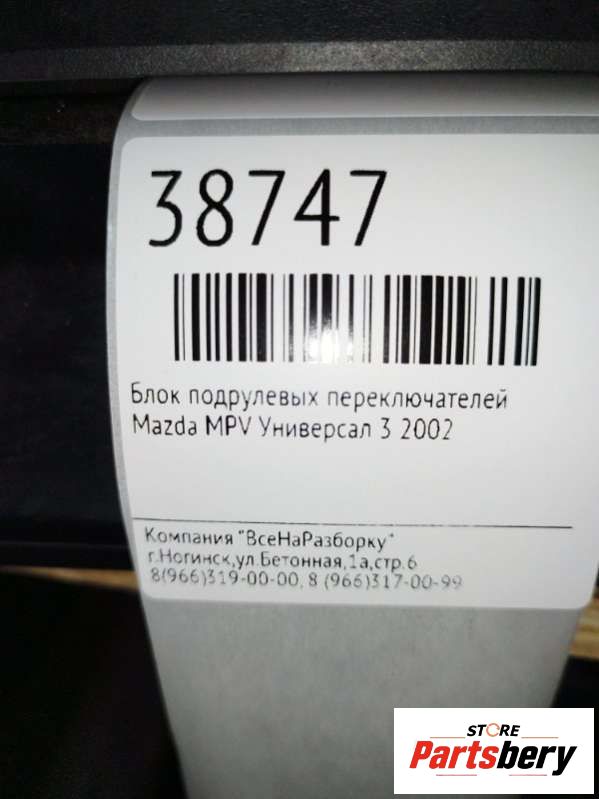 38747
Блок подрулевых переключателей
Mazda MPV Универсал 3 2002
Компания "ВсеНаРазборку"
г.Ногинск,ул.Бетонная,1а,стр.6
8(966)319-00-00, 8 (966)317-00-99
STORE
Partsbery